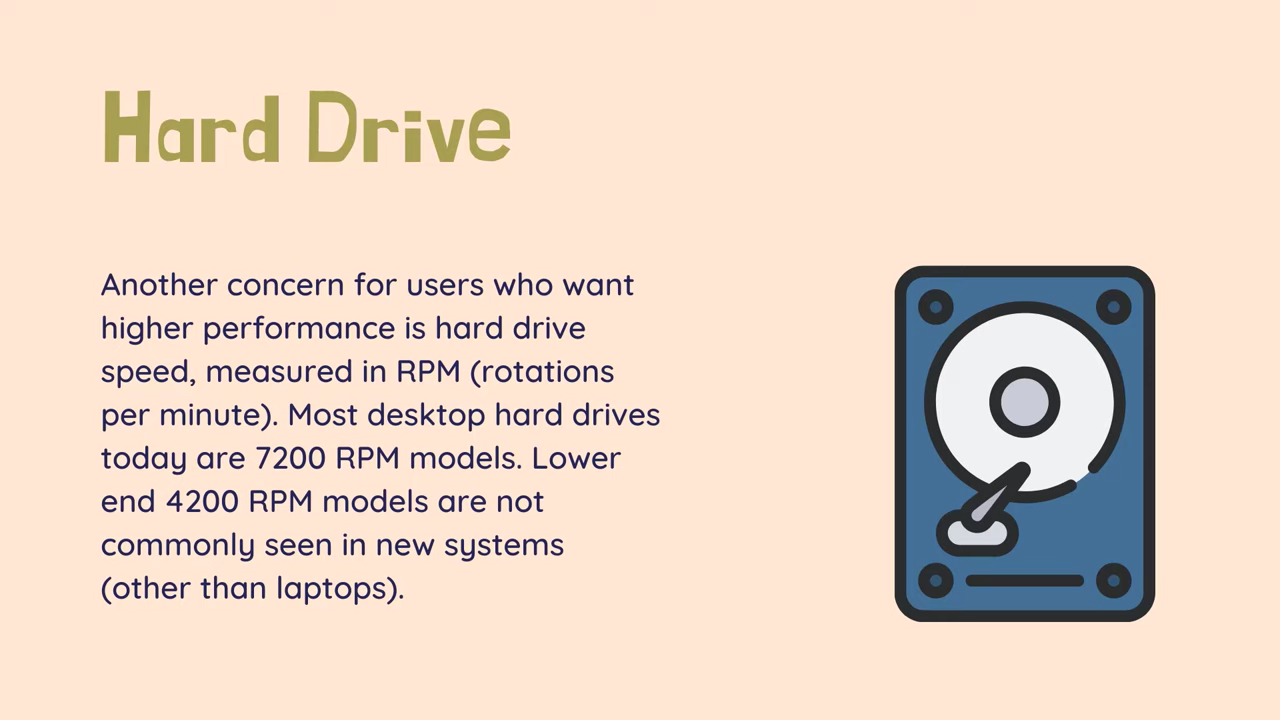 Hard Drive
Another concern for users who want
higher performance is hard drive
speed, measured in RPM (rotations
per minute). Most desktop hard drives
today are 7200 RPM models. Lower
end 4200 RPM models are not
commonly seen in new systems
(other than laptops).